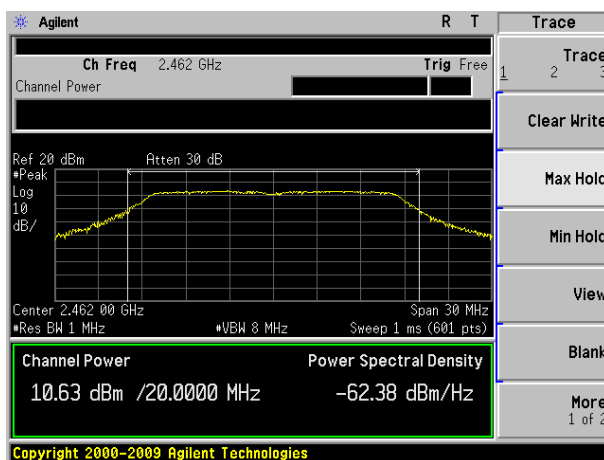 Agilent R T Trace
Ch Freq 2.462 GHz Trig Free
Channel Power
Trace
1 2 3
Clear Write
Max Hold
Min Hold
View
Blank
More
1 of 2
Ref 20 dBm Atten 30 dB
#Peak
Log
10
dB/
Center 2.462 00 GHz Span 30 MHz
#Res BW 1 MHz #VBW 8 MHz Sweep 1 ms (601 pts)
Channel Power Power Spectral Density
10.63 dBm /20.0000 MHz -62.38 dBm/Hz
Copyright 2000-2009 Agilent Technologies